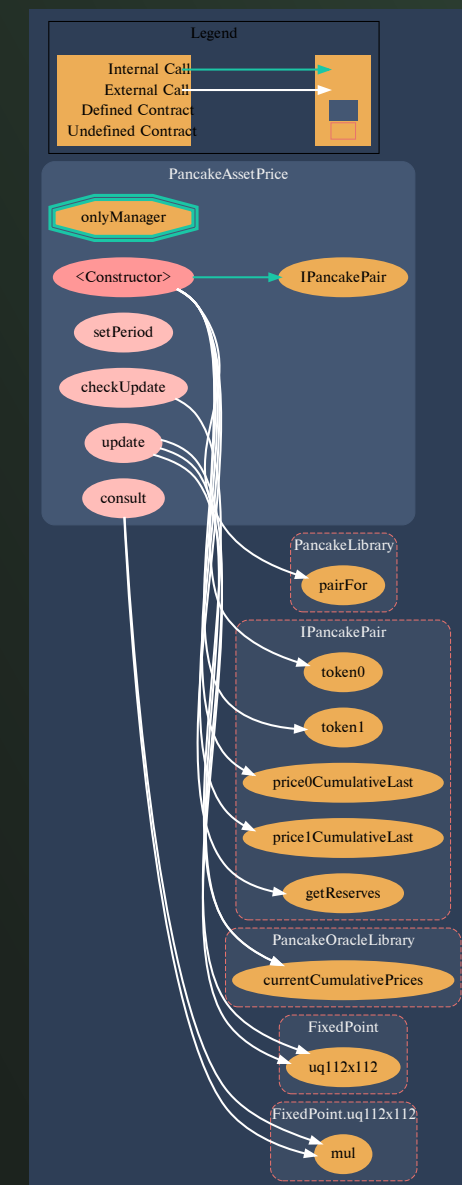 Legend
Internal Call
External Call
Defined Contract
Undefined Contract
PancakeAssetPrice
onlyManager
<Constructor>
IPancakePair
setPeriod
checkUpdate
update
consult
PancakeLibrary
pairFor
IPancakePair
token0
token1
price0CumulativeLast
price1CumulativeLast
getReserves
PancakeOracleLibrary
currentCumulativePrices
FixedPoint
uq112x112
FixedPoint.uq112x112
mul